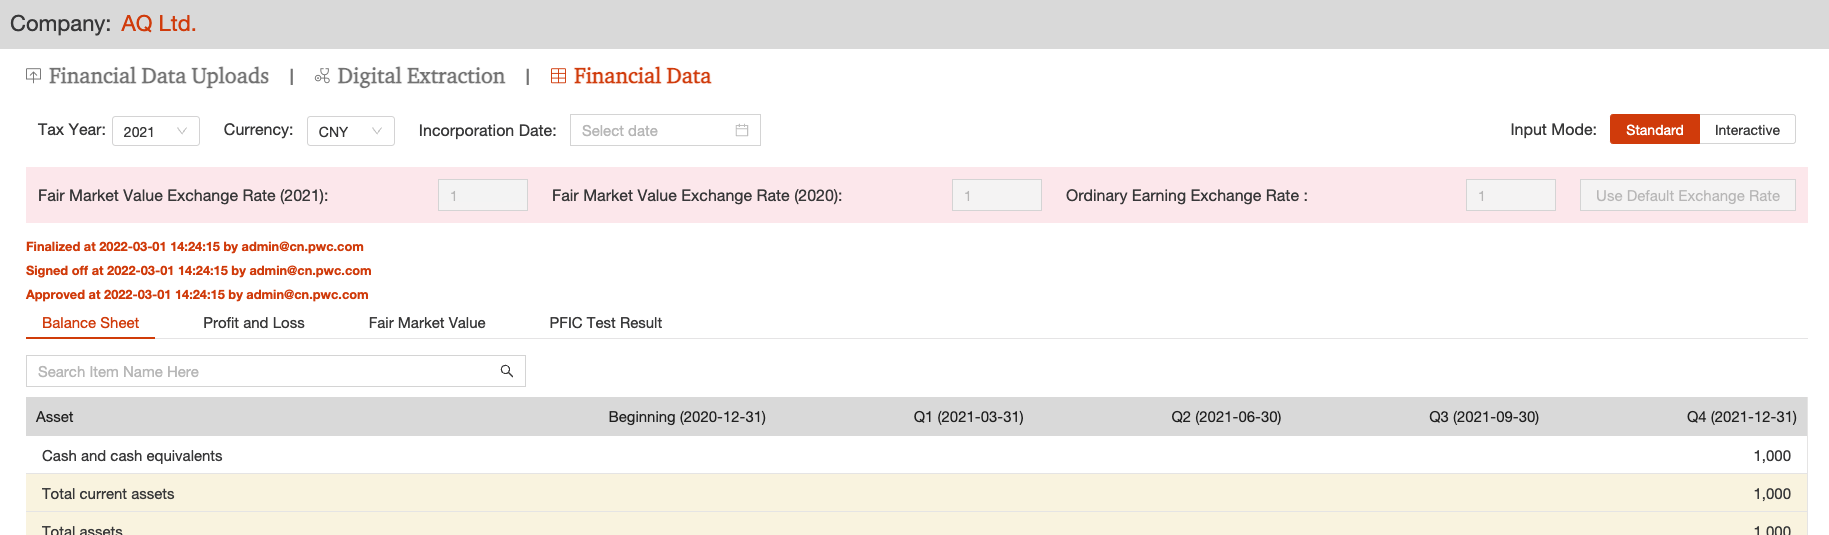 Company: AQ Ltd.
Financial Data Uploads | Digital Extraction | Financial Data
Tax Year: 2021 Currency: CNY Incorporation Date: Select date Input Mode: Standard Interactive
Fair Market Value Exchange Rate (2021): 1 Fair Market Value Exchange Rate (2020): 1 Ordinary Earning Exchange Rate : 1 Use Default Exchange Rate
Finalized at 2022-03-01 14:24:15 by admin@cn.pwc.com
Signed off at 2022-03-01 14:24:15 by admin@cn.pwc.com
Approved at 2022-03-01 14:24:15 by admin@cn.pwc.com
Balance Sheet Profit and Loss Fair Market Value PFIC Test Result
Search Item Name Here
Asset Beginning (2020-12-31) Q1 (2021-03-31) Q2 (2021-06-30) Q3 (2021-09-30) Q4 (2021-12-31)
Cash and cash equivalents 1,000
Total current assets 1,000
Total assets 1,000